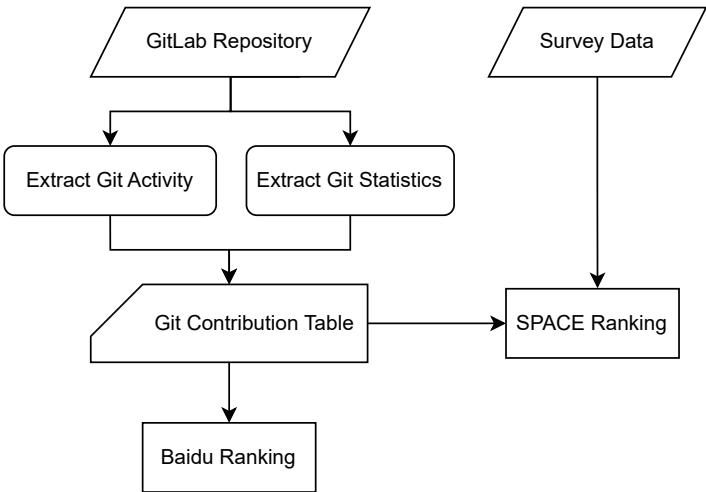 GitLab Repository
Survey Data
Extract Git Activity
Extract Git Statistics
Git Contribution Table
SPACE Ranking
Baidu Ranking